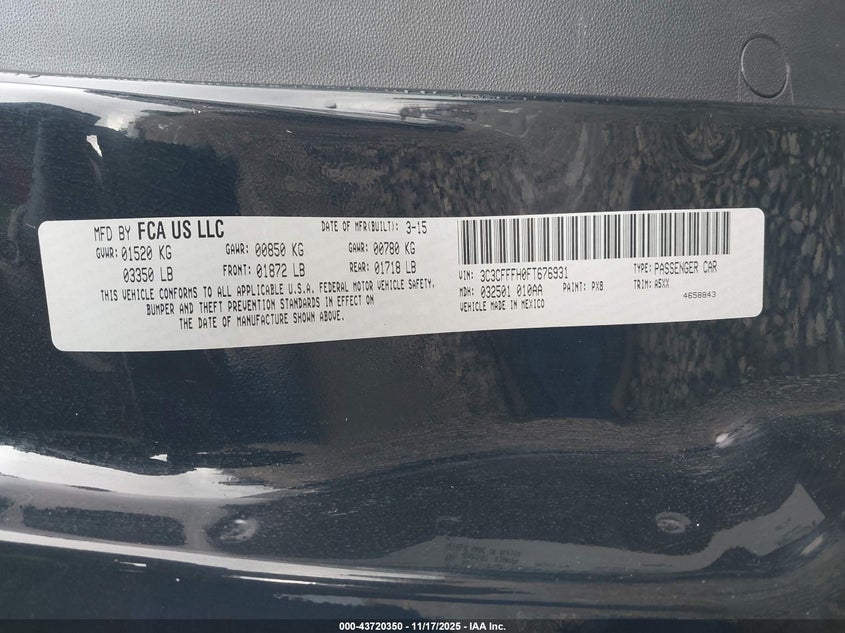 MFD BY FCA US LLC DATE OF MFR(BUILT): 3-15
GVWR: 01520 KG GAWR: 00850 KG GAWR: 00780 KG
03350 LB FRONT: 01872 LB REAR: 01718 LB
THIS VEHICLE CONFORMS TO ALL APPLICABLE U.S.A. FEDERAL MOTOR VEHICLE SAFETY,
BUMPER AND THEFT PREVENTION STANDARDS IN EFFECT ON
THE DATE OF MANUFACTURE SHOWN ABOVE.
VIN: 3C3CFFFH0FT676931 TYPE: PASSENGER CAR
MDH: 032501 010AA PAINT: PX8 TRIM: A5XX
VEHICLE MADE IN MEXICO 4658843
000-43720350 - 11/17/2025 - IAA Inc.